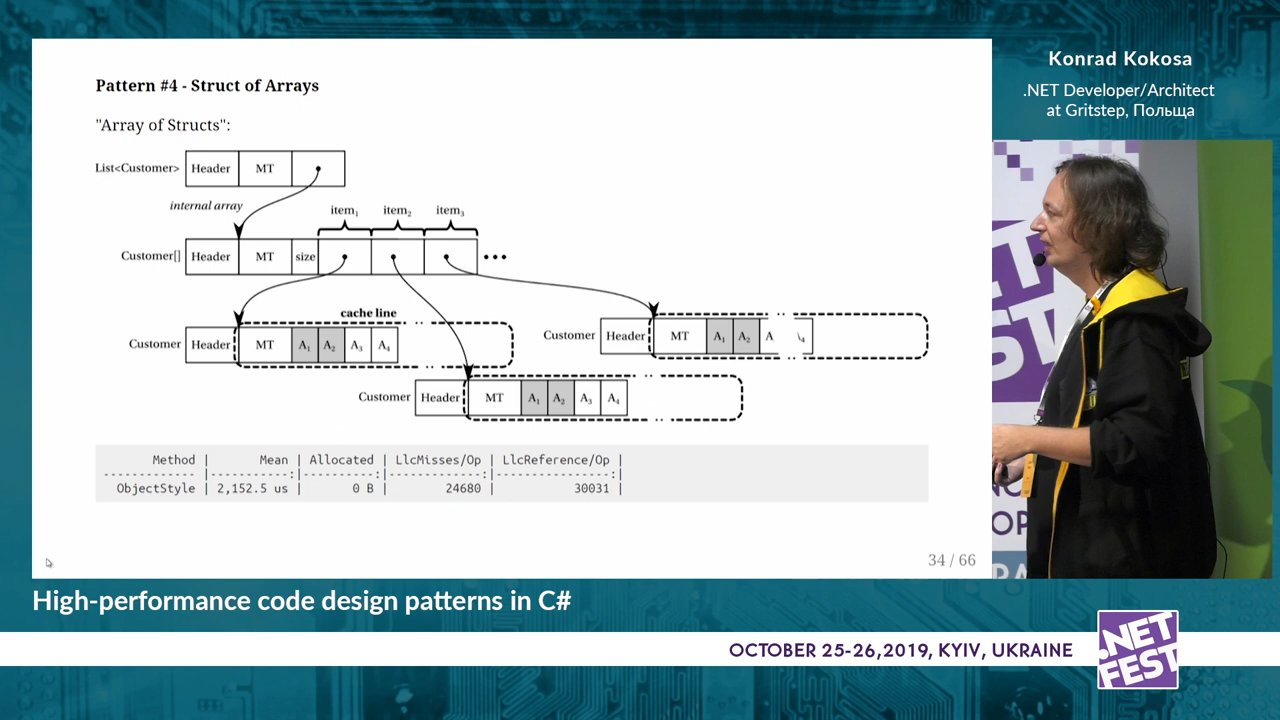 Pattern #4 - Struct of Arrays
"Array of Structs":
List<Customer> Header MT
internal array
item₁ item₂ item₃
Customer[] Header MT size •••
cache line
Customer Header MT A₁ A₂ A₃ A₄
Customer Header MT A₁ A₂ A ₄
Customer Header MT A₁ A₂ A₃ A₄
Method | Mean | Allocated | LlcMisses/Op | LlcReference/Op |
------------- |-----------:|----------:|-------------:|----------------:|
ObjectStyle | 2,152.5 us | 0 B | 24680 | 30031 |
34 / 66
Konrad Kokosa
.NET Developer/Architect
at Gritstep, Польща
High-performance code design patterns in C#
OCTOBER 25-26,2019, KYIV, UKRAINE
.NET
FEST